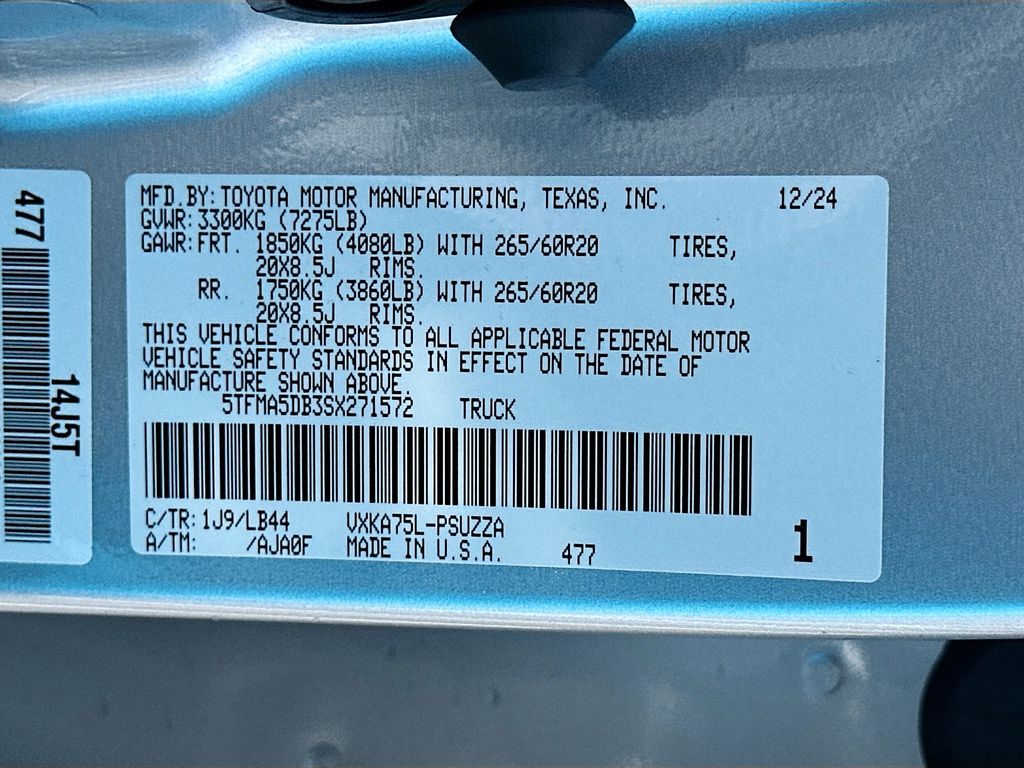 477
14J5T
MFD.BY: TOYOTA MOTOR MANUFACTURING, TEXAS, INC. 12/24
GVWR: 3300KG (7275LB)
GAWR: FRT. 1850KG (4080LB) WITH 265/60R20 TIRES,
20X8.5J RIMS.
RR. 1750KG (3860LB) WITH 265/60R20 TIRES,
20X8.5J RIMS.
THIS VEHICLE CONFORMS TO ALL APPLICABLE FEDERAL MOTOR
VEHICLE SAFETY STANDARDS IN EFFECT ON THE DATE OF
MANUFACTURE SHOWN ABOVE.
5TFMA5DB3SX271572 TRUCK
C/TR: 1J9/LB44 VXKA75L-PSUZZA
A/TM: /AJA0F MADE IN U.S.A. 477 1